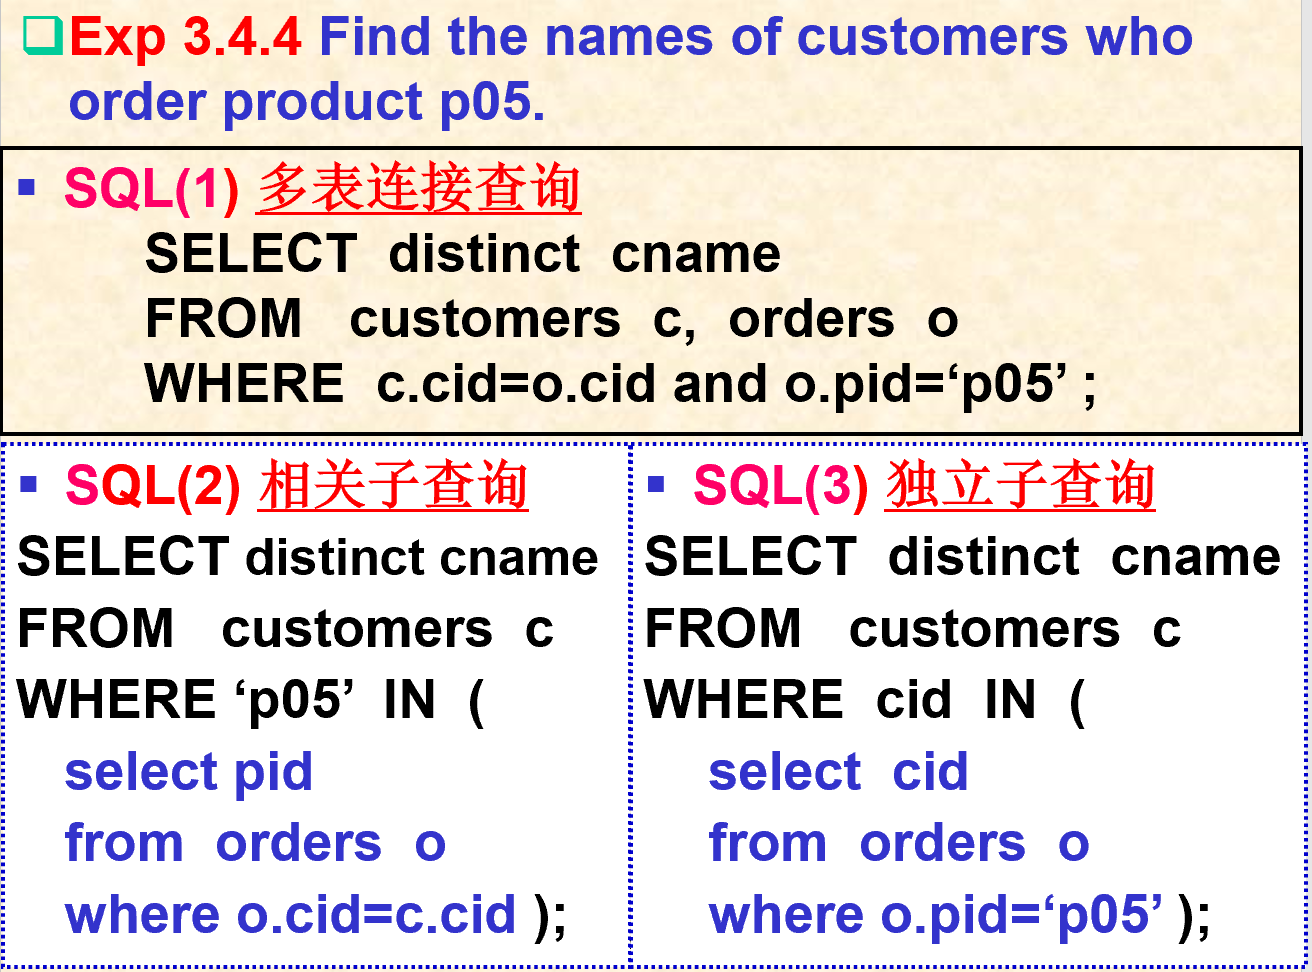 Exp 3.4.4 Find the names of customers who
order product p05.
▪ SQL(1) 多表连接查询
SELECT distinct cname
FROM customers c, orders o
WHERE c.cid=o.cid and o.pid=‘p05’ ;
▪ SQL(2) 相关子查询
SELECT distinct cname
FROM customers c
WHERE ‘p05’ IN (
select pid
from orders o
where o.cid=c.cid );
▪ SQL(3) 独立子查询
SELECT distinct cname
FROM customers c
WHERE cid IN (
select cid
from orders o
where o.pid=‘p05’ );